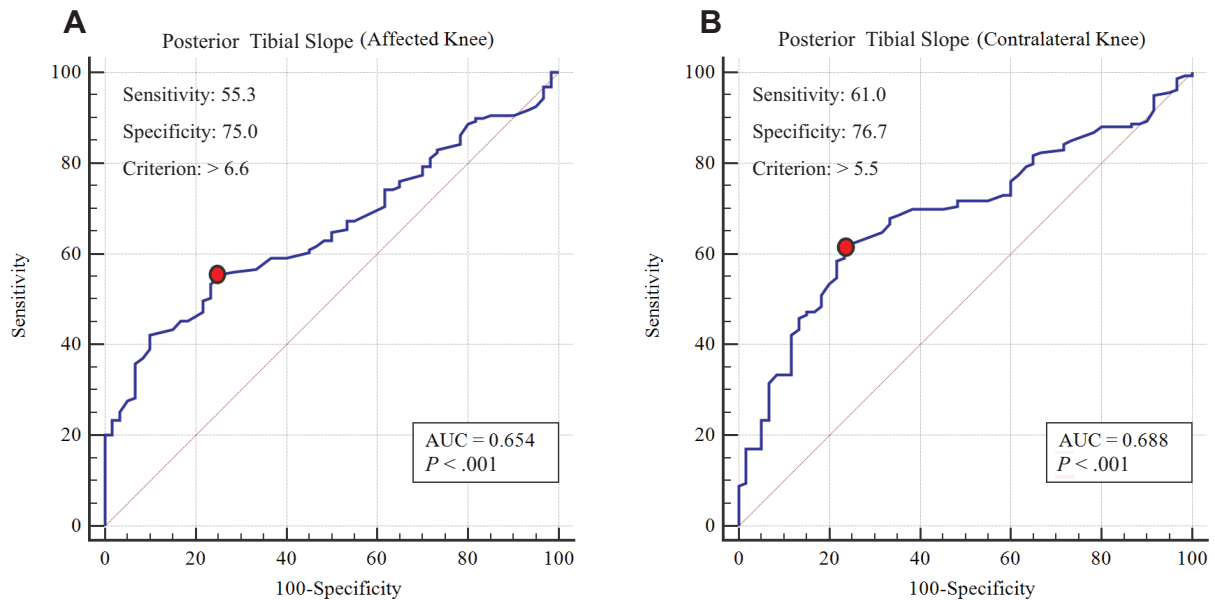 A
Posterior Tibial Slope (Affected Knee)
Sensitivity: 55.3
Specificity: 75.0
Criterion: > 6.6
AUC = 0.654
P < .001
100
80
60
40
20
0
Sensitivity
0 20 40 60 80 100
100-Specificity
B
Posterior Tibial Slope (Contralateral Knee)
Sensitivity: 61.0
Specificity: 76.7
Criterion: > 5.5
AUC = 0.688
P < .001
100
80
60
40
20
0
Sensitivity
0 20 40 60 80 100
100-Specificity